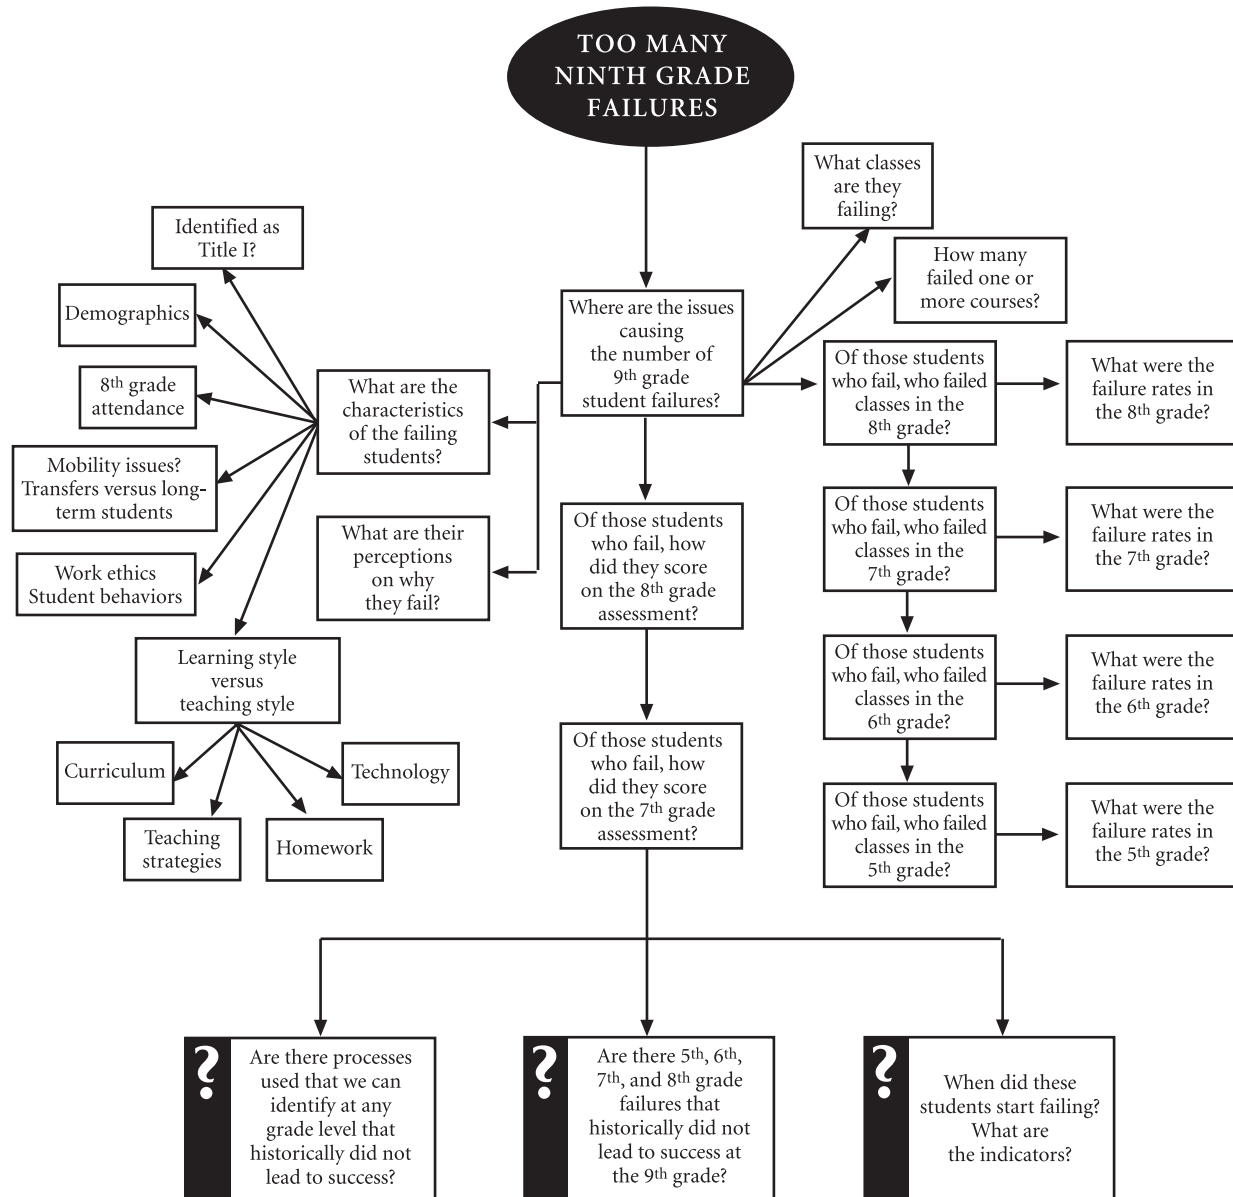 TOO MANY
NINTH GRADE
FAILURES
What classes
are they
failing?
How many
failed one or
more courses?
Identified as
Title I?
Demographics
8th grade
attendance
Mobility issues?
Transfers versus long-
term students
Work ethics
Student behaviors
What are the
characteristics
of the failing
students?
What are their
perceptions
on why
they fail?
Learning style
versus
teaching style
Curriculum
Technology
Teaching
strategies
Homework
Where are the issues
causing
the number of
9th grade
student failures?
Of those students
who fail, how
did they score
on the 8th grade
assessment?
Of those students
who fail, how
did they score
on the 7th grade
assessment?
Of those students
who fail, who failed
classes in the
8th grade?
What were the
failure rates in
the 8th grade?
Of those students
who fail, who failed
classes in the
7th grade?
What were the
failure rates in
the 7th grade?
Of those students
who fail, who failed
classes in the
6th grade?
What were the
failure rates in
the 6th grade?
Of those students
who fail, who failed
classes in the
5th grade?
What were the
failure rates in
the 5th grade?
?
Are there processes
used that we can
identify at any
grade level that
historically did not
lead to success?
?
Are there 5th, 6th,
7th, and 8th grade
failures that
historically did not
lead to success at
the 9th grade?
?
When did these
students start failing?
What are
the indicators?